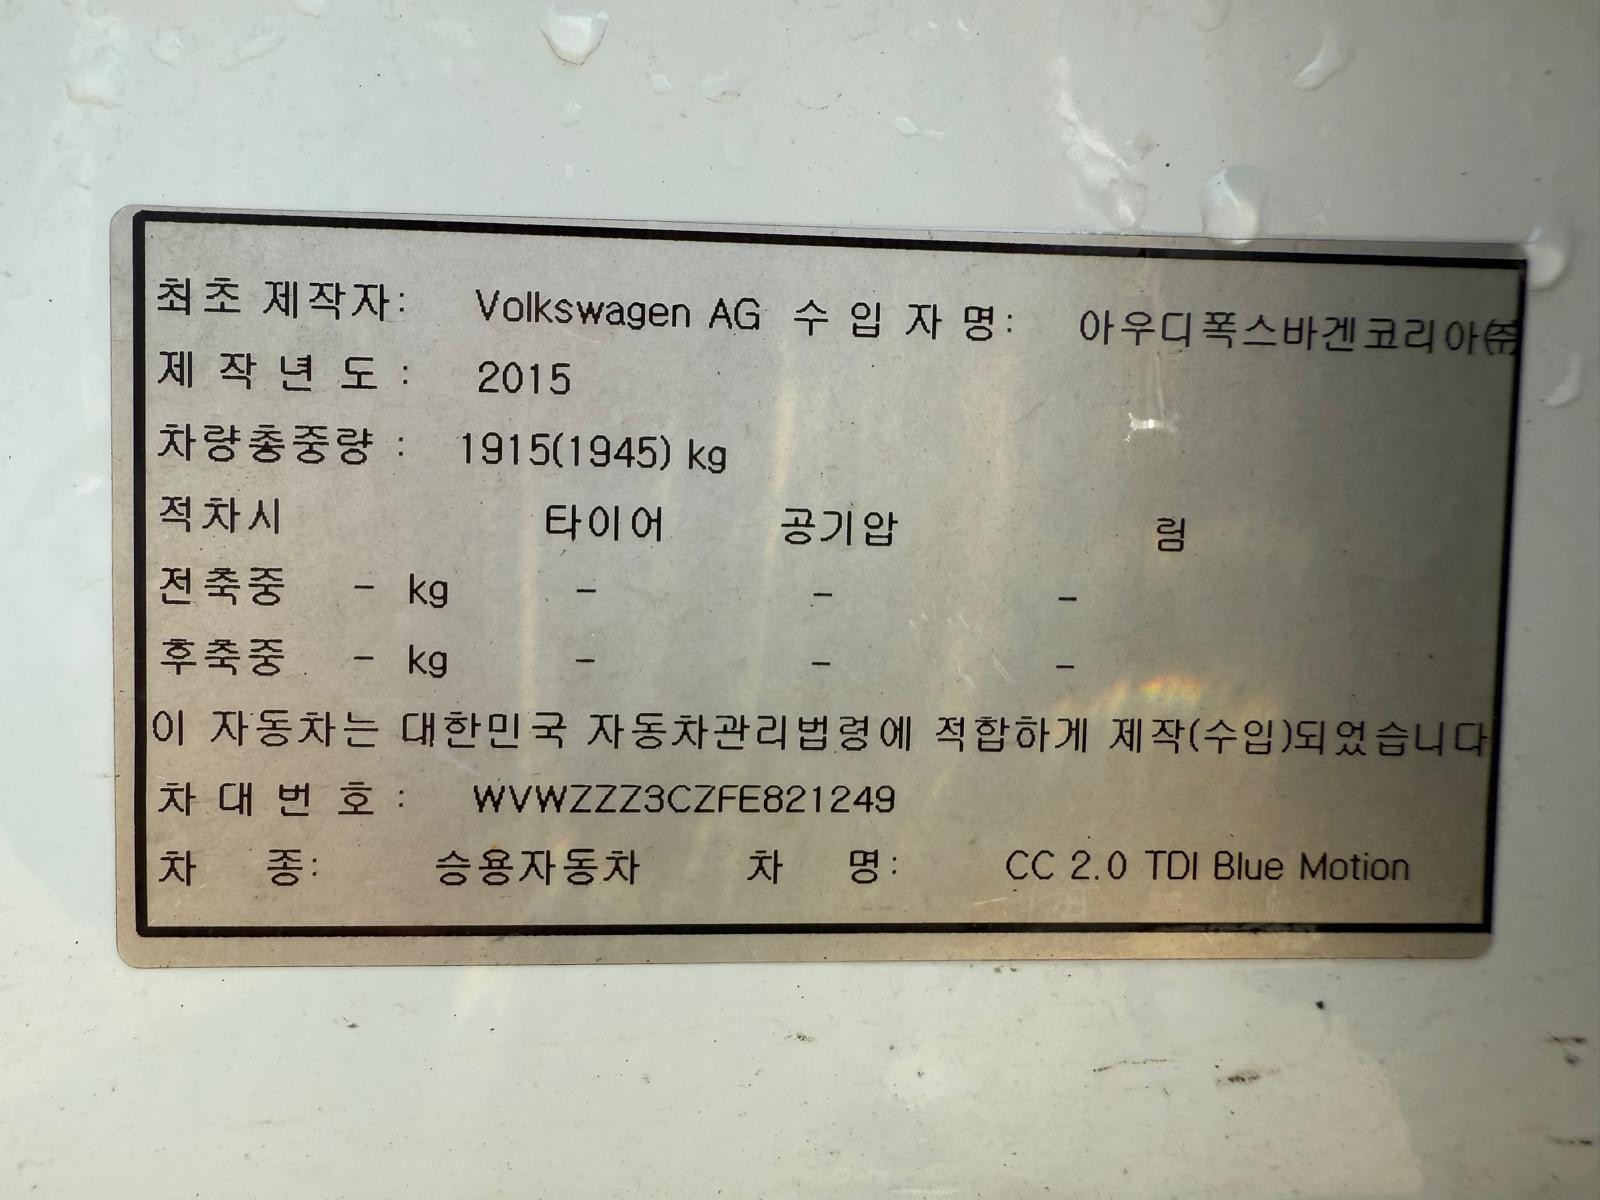 최초 제작자: Volkswagen AG 수 입 자 명: 아우디폭스바겐코리아㈜
제 작 년 도 : 2015
차량총중량 : 1915(1945) kg
적차시 타이어 공기압 림
전축중 - kg - - -
후축중 - kg - - -
이 자동차는 대한민국 자동차관리법령에 적합하게 제작(수입)되었습니다
차 대 번 호 : WVWZZZ3CZFE821249
차 종: 승용자동차 차 명: CC 2.0 TDI Blue Motion